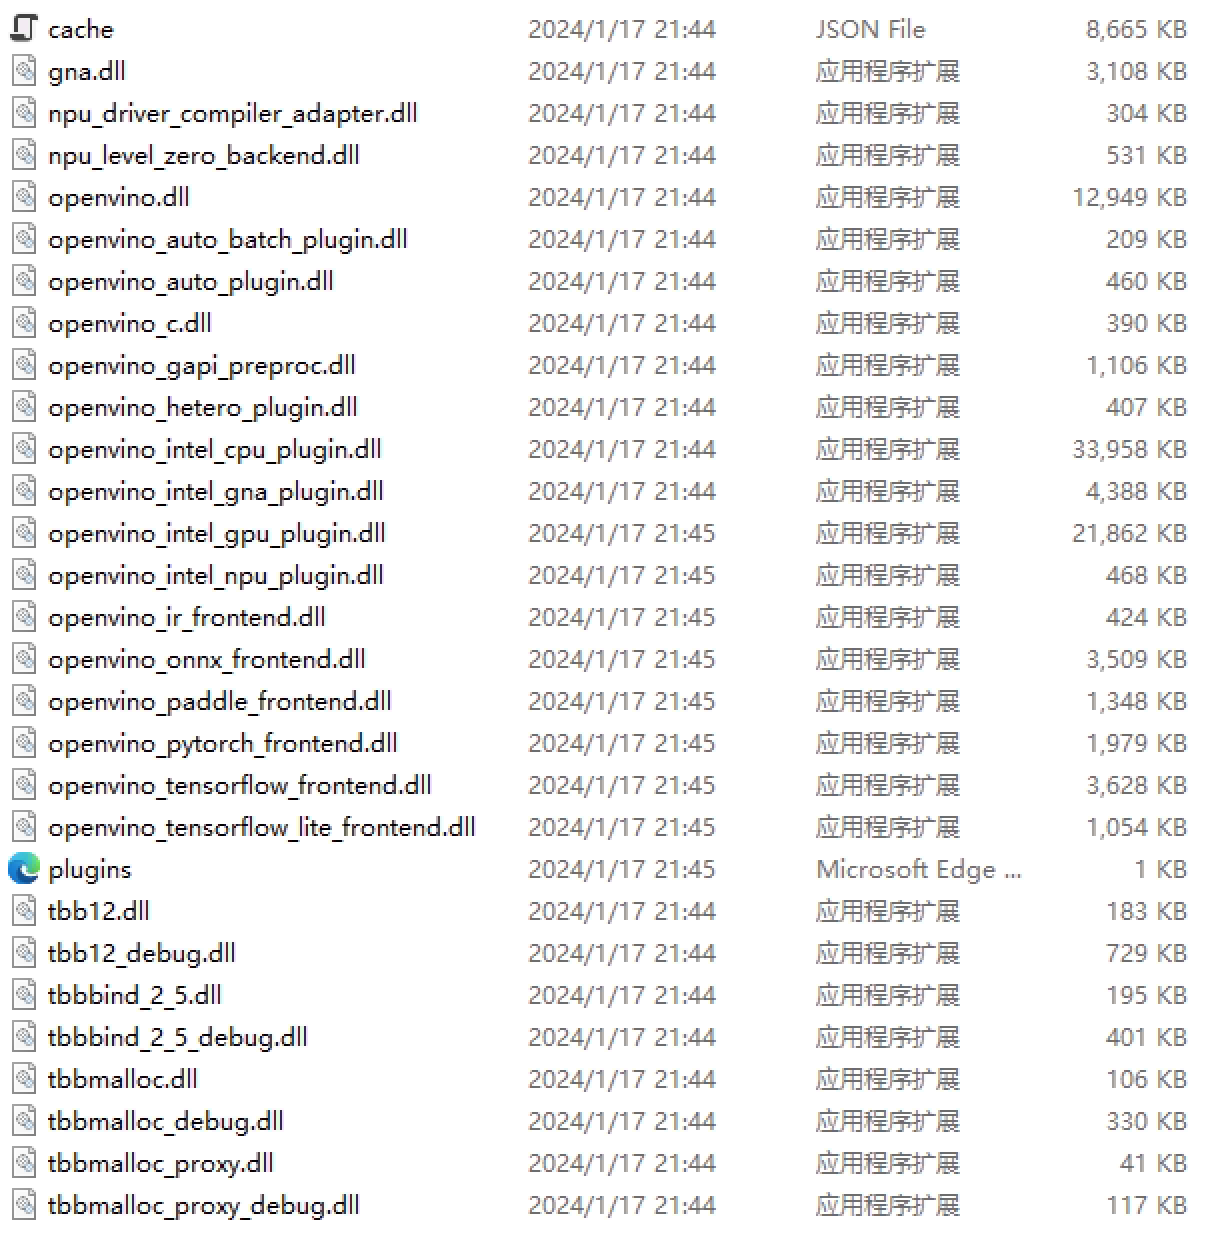 cache 2024/1/17 21:44 JSON File 8,665 KB
gna.dll 2024/1/17 21:44 应用程序扩展 3,108 KB
npu_driver_compiler_adapter.dll 2024/1/17 21:44 应用程序扩展 304 KB
npu_level_zero_backend.dll 2024/1/17 21:44 应用程序扩展 531 KB
openvino.dll 2024/1/17 21:44 应用程序扩展 12,949 KB
openvino_auto_batch_plugin.dll 2024/1/17 21:44 应用程序扩展 209 KB
openvino_auto_plugin.dll 2024/1/17 21:44 应用程序扩展 460 KB
openvino_c.dll 2024/1/17 21:44 应用程序扩展 390 KB
openvino_gapi_preproc.dll 2024/1/17 21:44 应用程序扩展 1,106 KB
openvino_hetero_plugin.dll 2024/1/17 21:44 应用程序扩展 407 KB
openvino_intel_cpu_plugin.dll 2024/1/17 21:44 应用程序扩展 33,958 KB
openvino_intel_gna_plugin.dll 2024/1/17 21:44 应用程序扩展 4,388 KB
openvino_intel_gpu_plugin.dll 2024/1/17 21:45 应用程序扩展 21,862 KB
openvino_intel_npu_plugin.dll 2024/1/17 21:45 应用程序扩展 468 KB
openvino_ir_frontend.dll 2024/1/17 21:45 应用程序扩展 424 KB
openvino_onnx_frontend.dll 2024/1/17 21:45 应用程序扩展 3,509 KB
openvino_paddle_frontend.dll 2024/1/17 21:45 应用程序扩展 1,348 KB
openvino_pytorch_frontend.dll 2024/1/17 21:45 应用程序扩展 1,979 KB
openvino_tensorflow_frontend.dll 2024/1/17 21:45 应用程序扩展 3,628 KB
openvino_tensorflow_lite_frontend.dll 2024/1/17 21:45 应用程序扩展 1,054 KB
plugins 2024/1/17 21:45 Microsoft Edge ... 1 KB
tbb12.dll 2024/1/17 21:44 应用程序扩展 183 KB
tbb12_debug.dll 2024/1/17 21:44 应用程序扩展 729 KB
tbbbind_2_5.dll 2024/1/17 21:44 应用程序扩展 195 KB
tbbbind_2_5_debug.dll 2024/1/17 21:44 应用程序扩展 401 KB
tbbmalloc.dll 2024/1/17 21:44 应用程序扩展 106 KB
tbbmalloc_debug.dll 2024/1/17 21:44 应用程序扩展 330 KB
tbbmalloc_proxy.dll 2024/1/17 21:44 应用程序扩展 41 KB
tbbmalloc_proxy_debug.dll 2024/1/17 21:44 应用程序扩展 117 KB